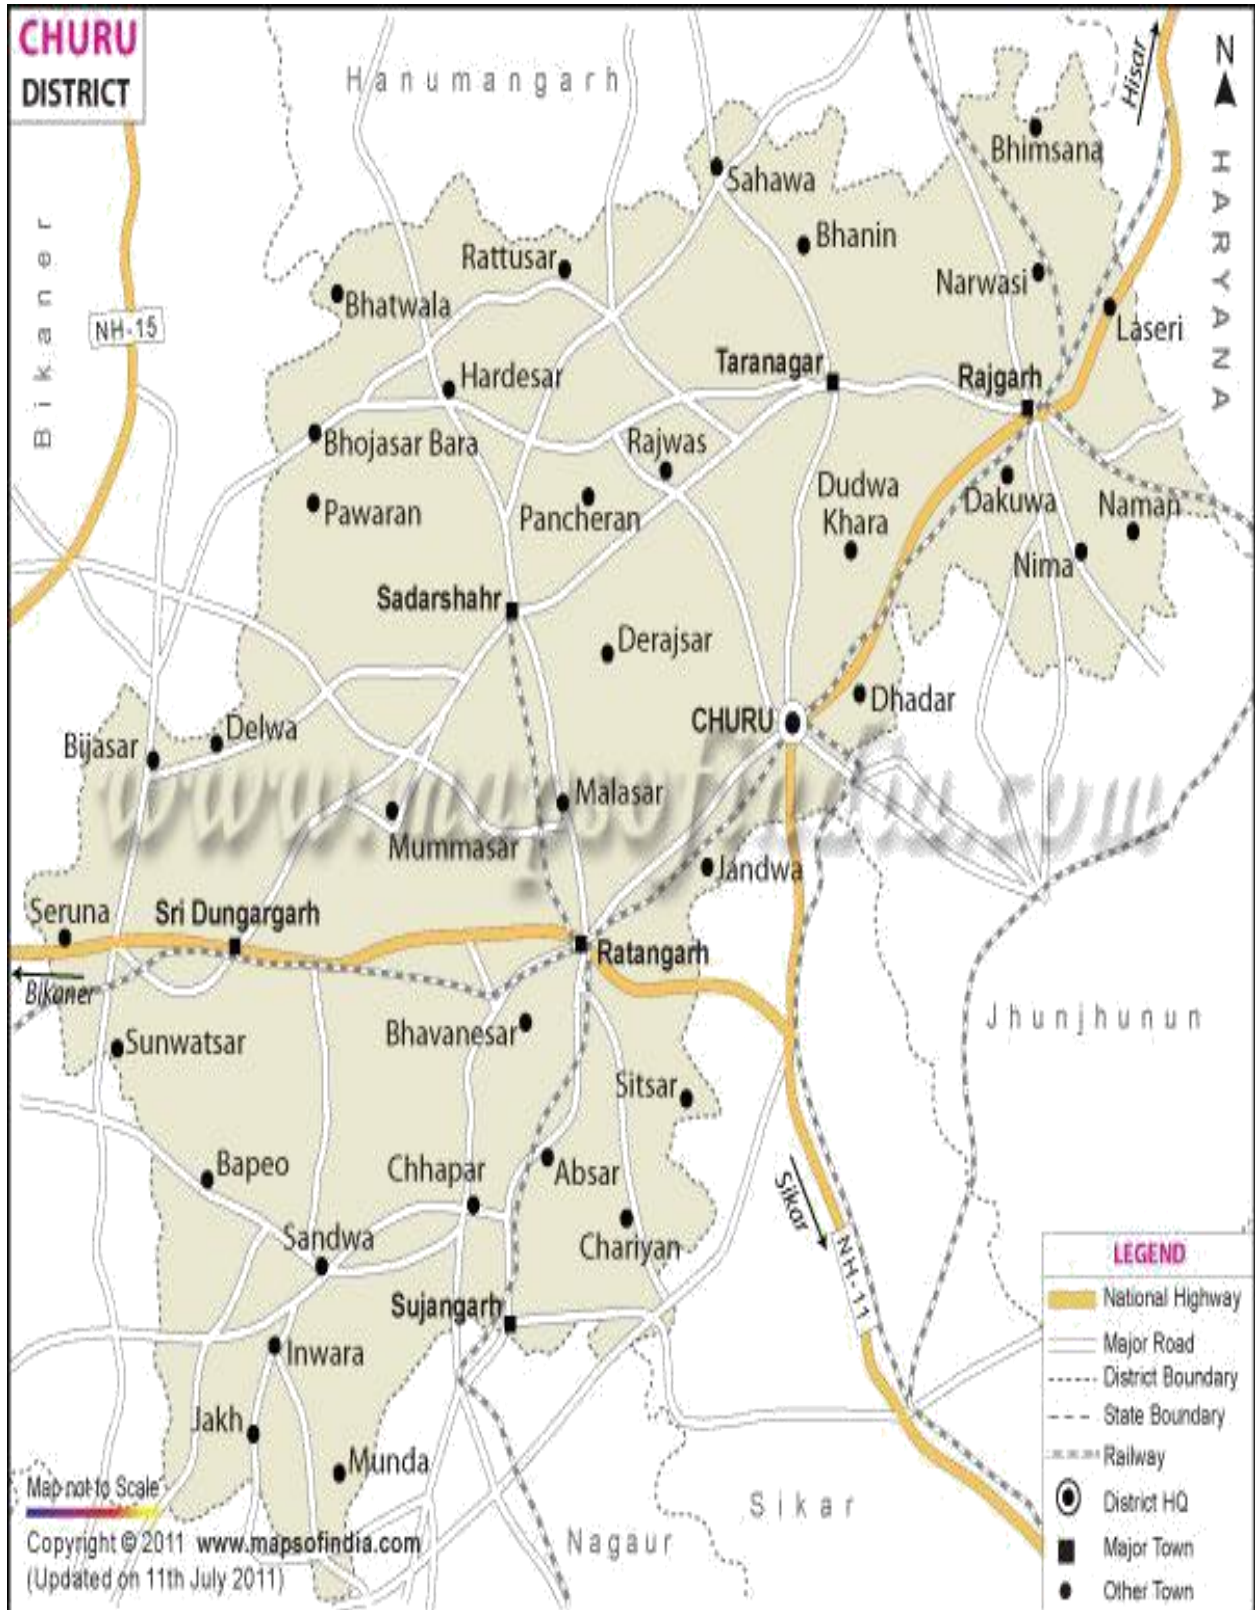 CHURU
DISTRICT
Hanumangarh
Hisar
N
HARYANA
Bhimsana
Sahawa
Bhanin
Bikaner
Rattusar
Narwasi
Bhatwala
NH-15
Laseri
Taranagar
Rajgarh
Hardesar
Bhojasar Bara
Rajwas
Dudwa
Khara
Dakuwa
Naman
Pawaran
Pancheran
Nima
Sadarshahr
Derajsar
Dhadar
CHURU
Delwa
Bijasar
www.mapsofindia.com
Malasar
Mummasar
Jandwa
Seruna
Sri Dungargarh
Ratangarh
Bikaner
Jhunjhunun
Bhavanesar
Sunwatsar
Sitsar
Bapeo
Chhapar
Absar
Sikar
Sandwa
Chariyan
NH-11
Sujangarh
Inwara
Jakh
Munda
Sikar
Nagaur
LEGEND
National Highway
Major Road
District Boundary
State Boundary
Railway
District HQ
Major Town
Other Town
Map not to Scale
Copyright © 2011 www.mapsofindia.com
(Updated on 11th July 2011)